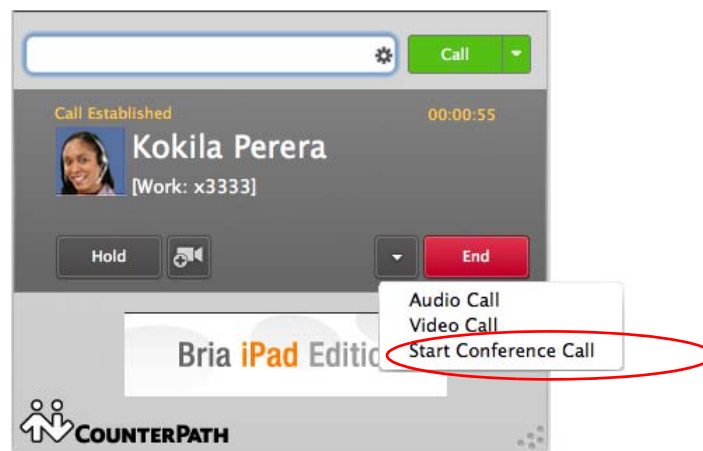 Call
Call Established 00:00:55
Kokila Perera
[Work: x3333]
Hold End
Audio Call
Video Call
Start Conference Call
Bria iPad Editio
COUNTERPATH